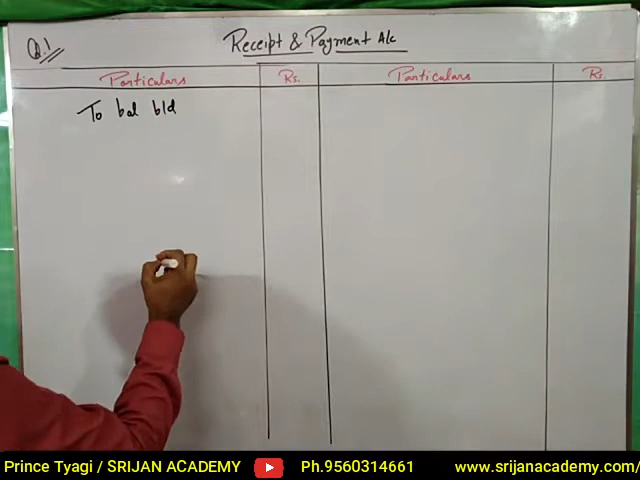 Q.1
Receipt & Payment A/c
Particulars Rs. Particulars Rs.
To bal b/d
Prince Tyagi / SRIJAN ACADEMY Ph.9560314661 www.srijanacademy.com/